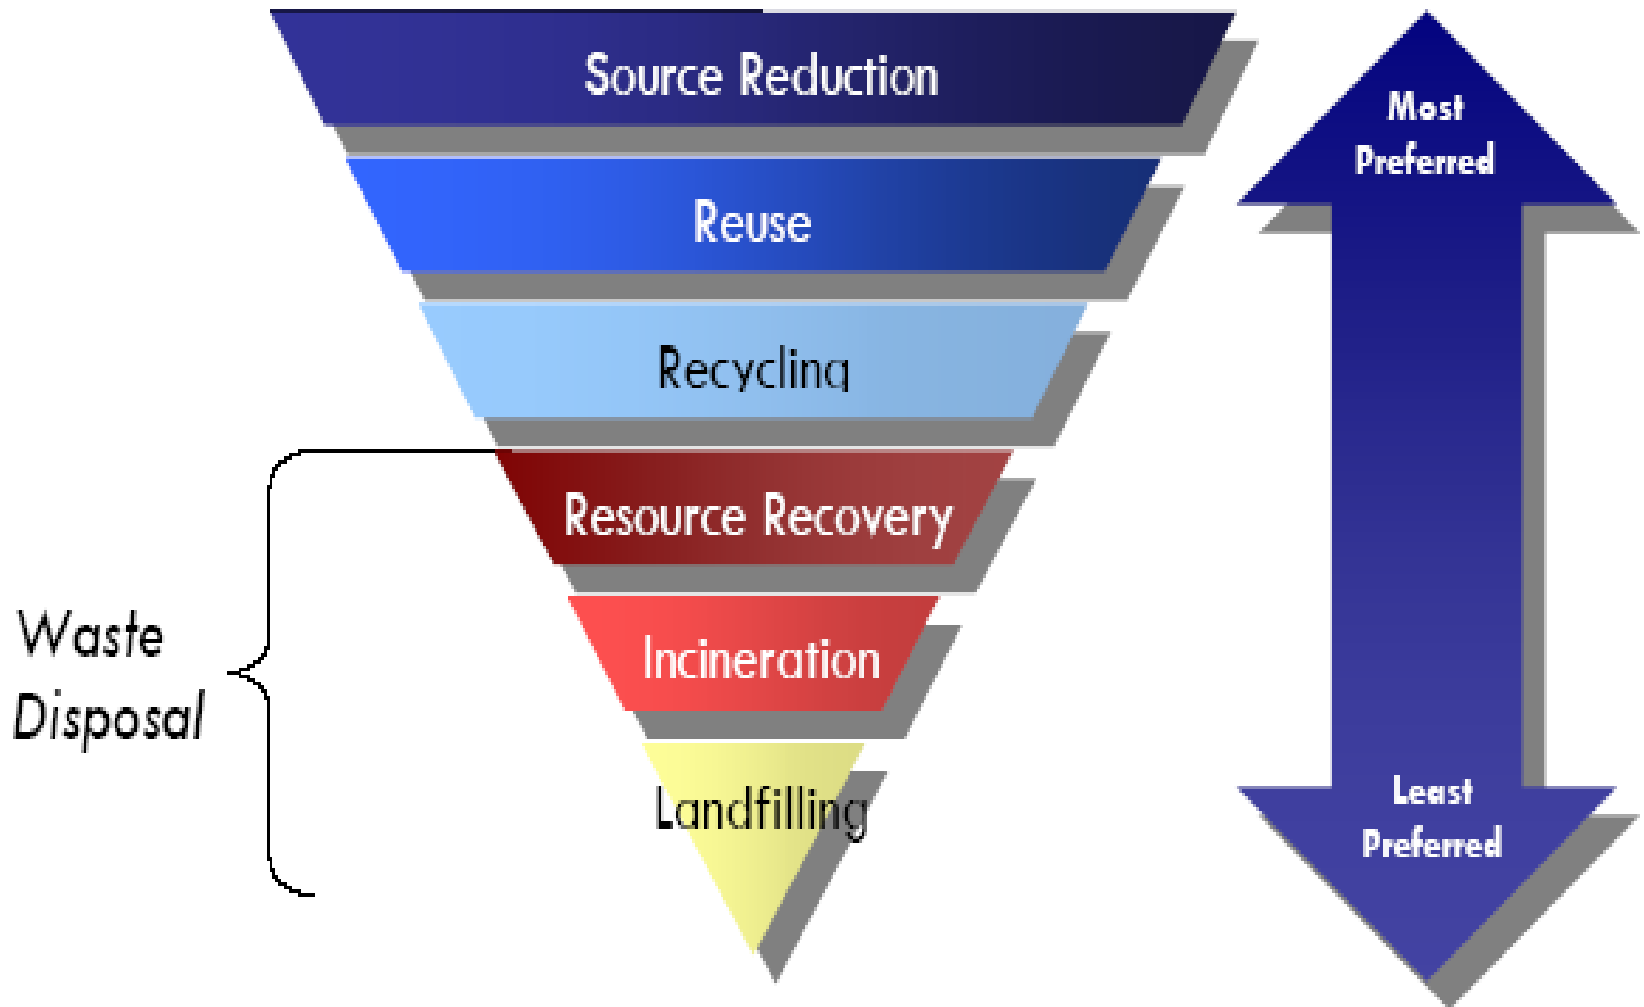 Source Reduction
Reuse
Recycling
Resource Recovery
Incineration
Landfilling
Waste
Disposal
Most
Preferred
Least
Preferred